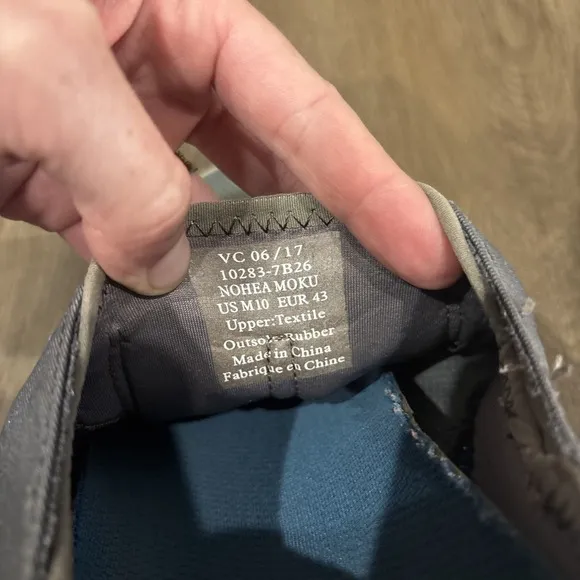 VC 06/17
10283-7B26
NOHEA MOKU
US M10 EUR 43
Upper:Textile
Outsole:Rubber
Made in China
Fabrique en Chine